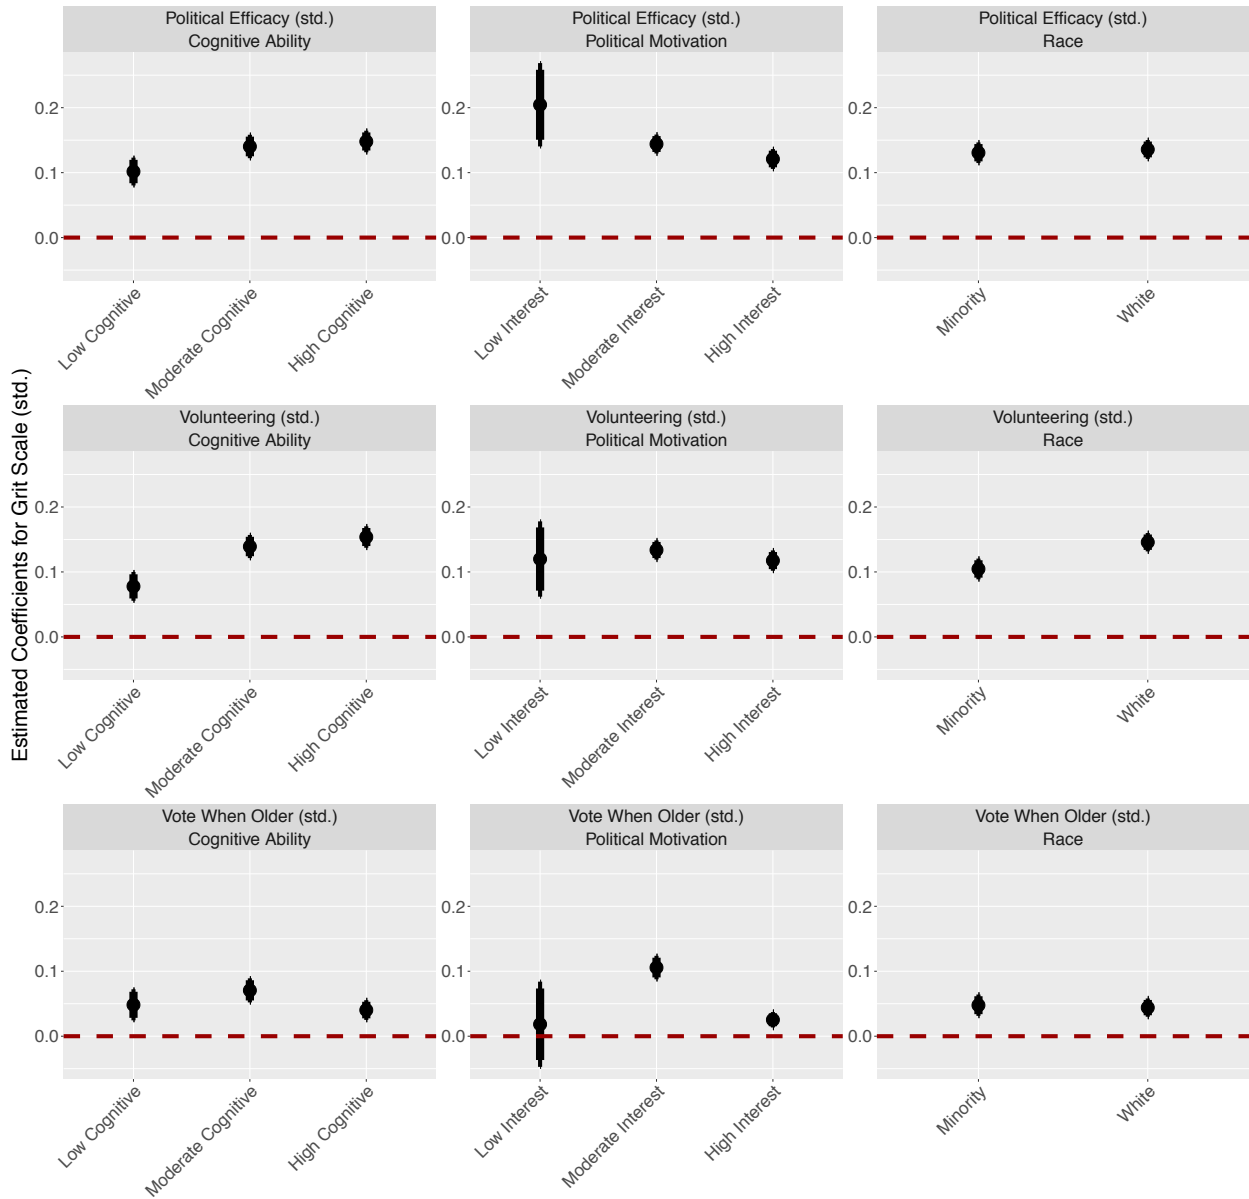 Political Efficacy (std.)
Cognitive Ability
Political Efficacy (std.)
Political Motivation
Political Efficacy (std.)
Race
0.2
0.1
0.0
0.2
0.1
0.0
0.2
0.1
0.0
Low Cognitive
Moderate Cognitive
High Cognitive
Low Interest
Moderate Interest
High Interest
Minority
White
Estimated Coefficients for Grit Scale (std.)
Volunteering (std.)
Cognitive Ability
Volunteering (std.)
Political Motivation
Volunteering (std.)
Race
0.2
0.1
0.0
0.2
0.1
0.0
0.2
0.1
0.0
Low Cognitive
Moderate Cognitive
High Cognitive
Low Interest
Moderate Interest
High Interest
Minority
White
Vote When Older (std.)
Cognitive Ability
Vote When Older (std.)
Political Motivation
Vote When Older (std.)
Race
0.2
0.1
0.0
0.2
0.1
0.0
0.2
0.1
0.0
Low Cognitive
Moderate Cognitive
High Cognitive
Low Interest
Moderate Interest
High Interest
Minority
White